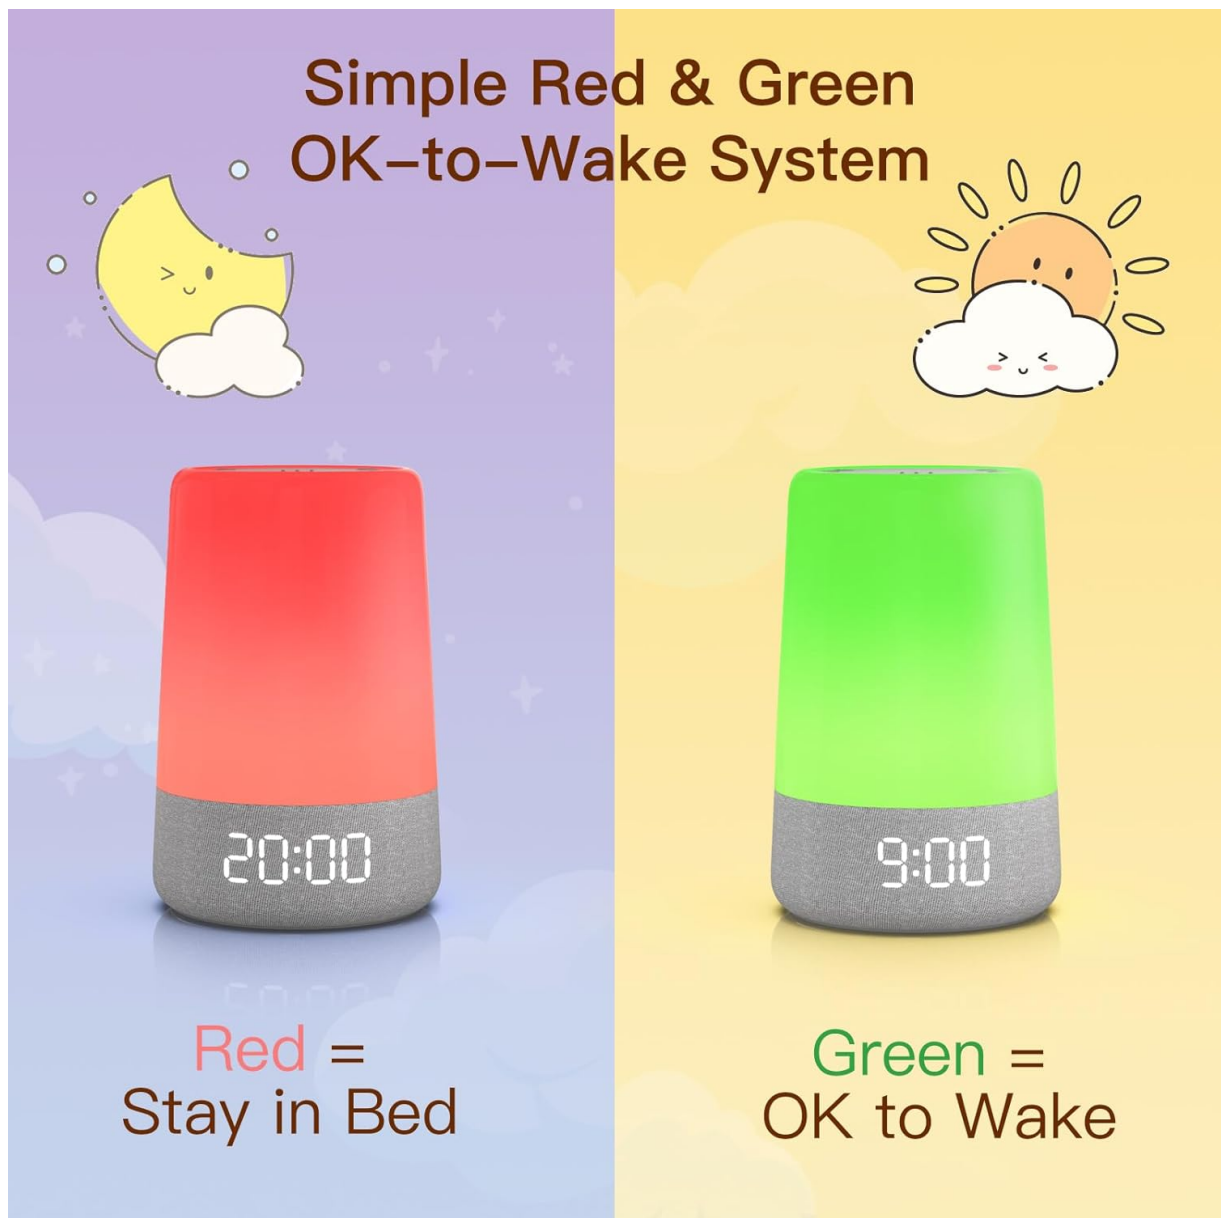 Simple Red & Green
OK-to-Wake System
20:00
9:00
Red =
Stay in Bed
Green =
OK to Wake